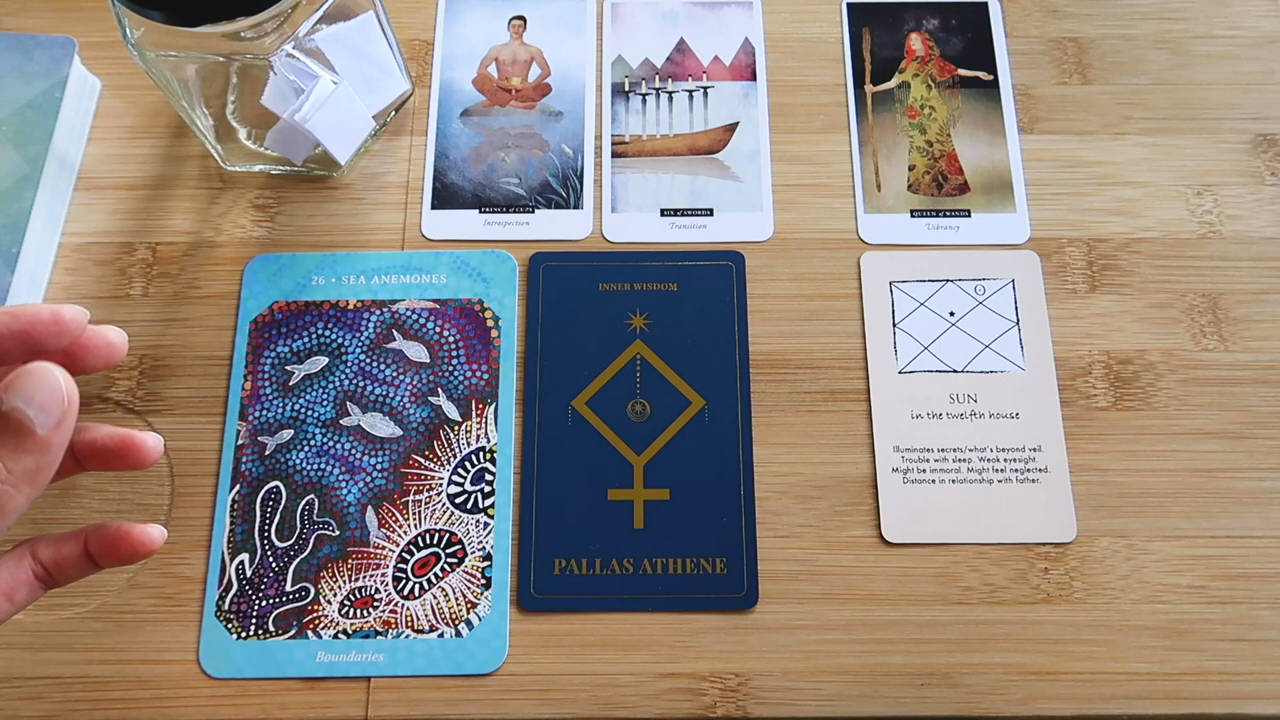 PRINCE of CUPS
Introspection
SIX of SWORDS
Transition
QUEEN of WANDS
Vibrancy
26 • SEA ANEMONES
Boundaries
INNER WISDOM
PALLAS ATHENE
SUN
in the twelfth house
Illuminates secrets/what's beyond veil.
Trouble with sleep. Weak eyesight.
Might be immoral. Might feel neglected.
Distance in relationship with father.